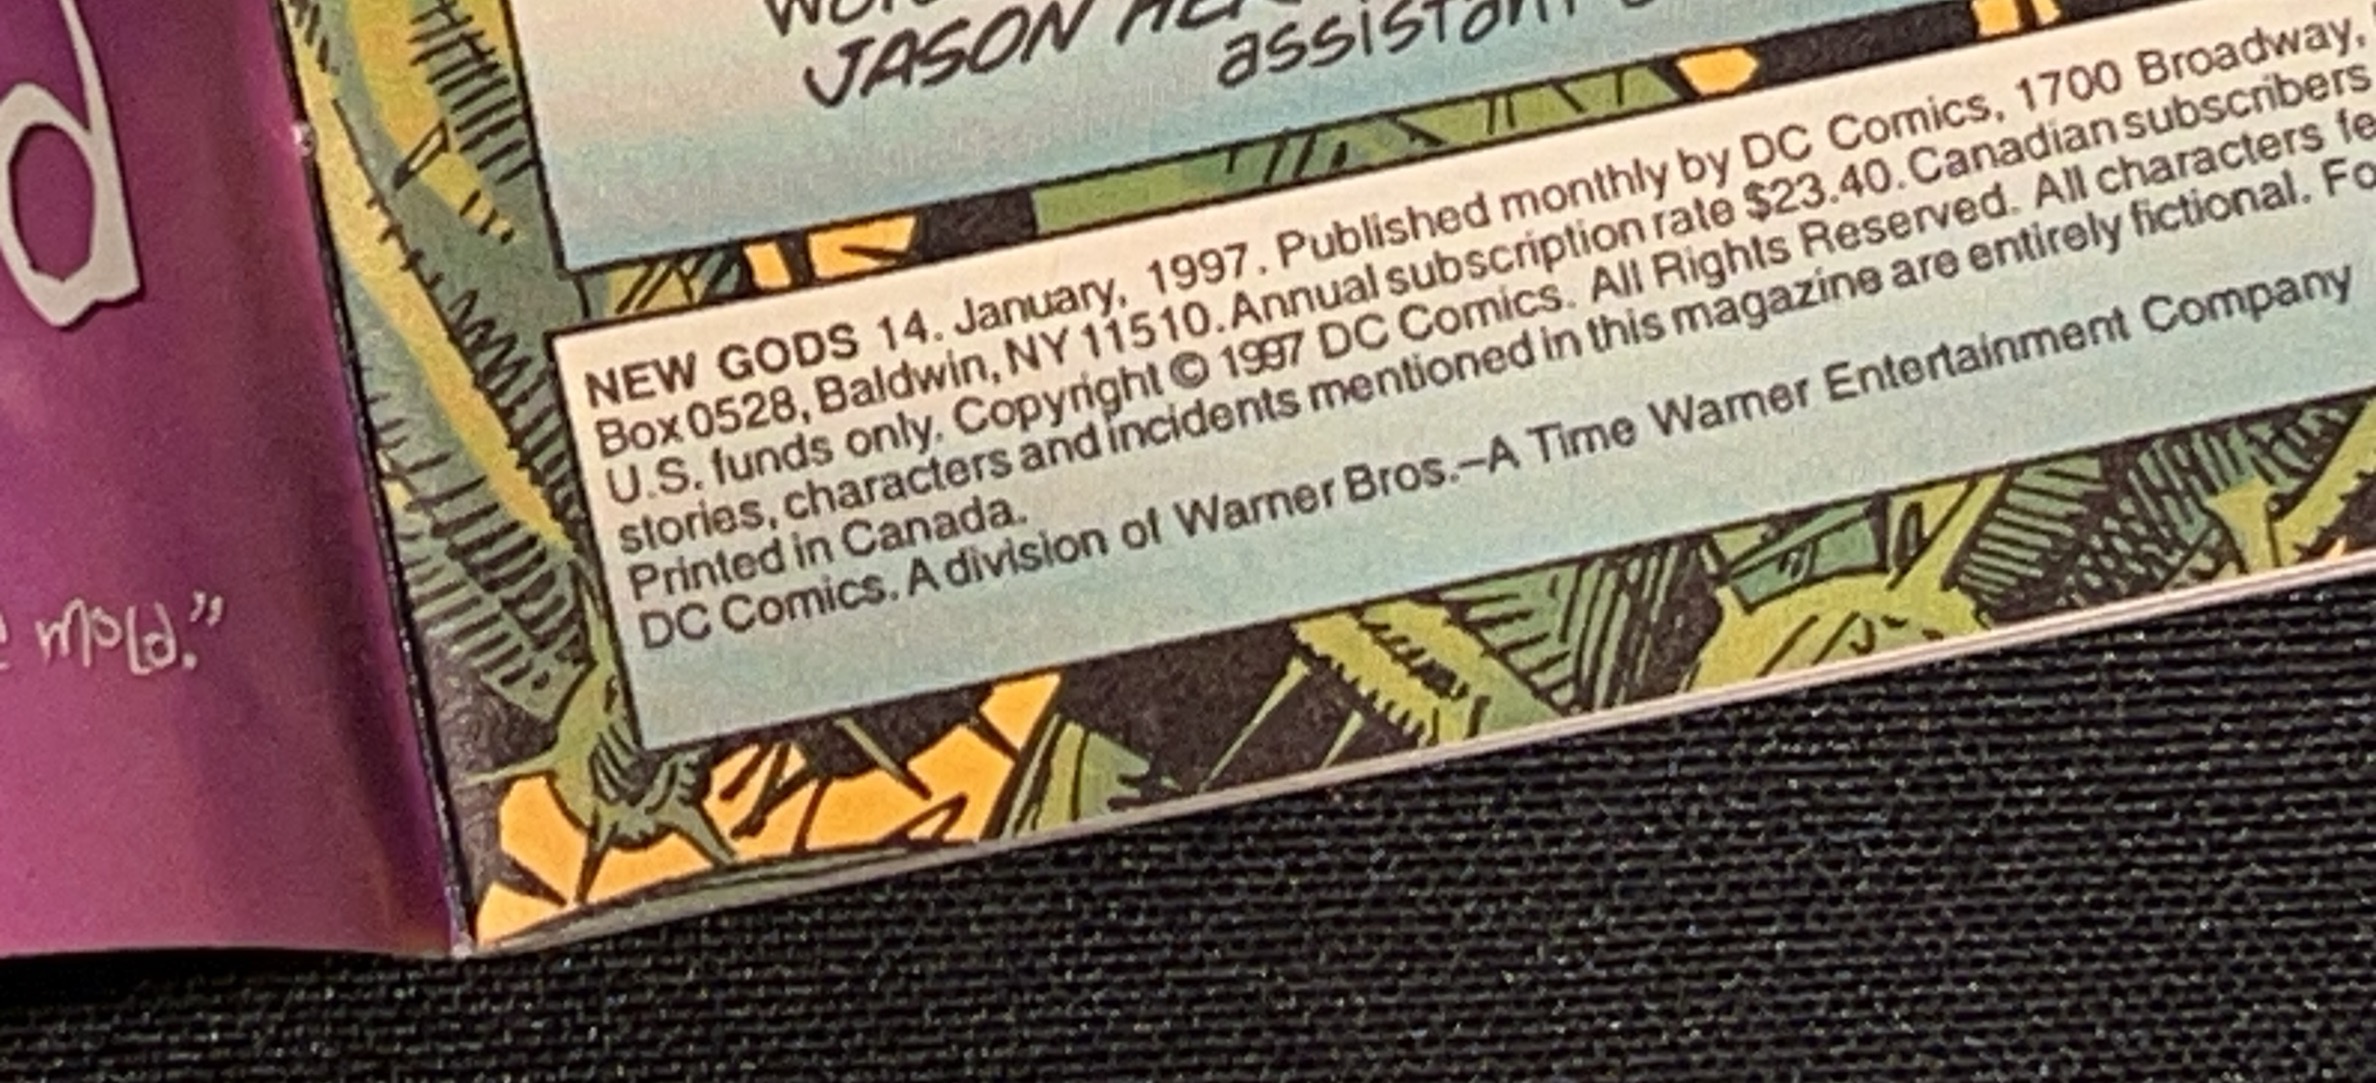 d
mold."
JASON
assistant
NEW GODS 14. January, 1997. Published monthly by DC Comics, 1700 Broadway,
Box 0528, Baldwin, NY 11510. Annual subscription rate $23.40. Canadian subscribers
U.S. funds only. Copyright © 1997 DC Comics. All Rights Reserved. All characters
stories, characters and incidents mentioned in this magazine are entirely fictional.
Printed in Canada.
DC Comics. A division of Warner Bros.–A Time Warner Entertainment Company